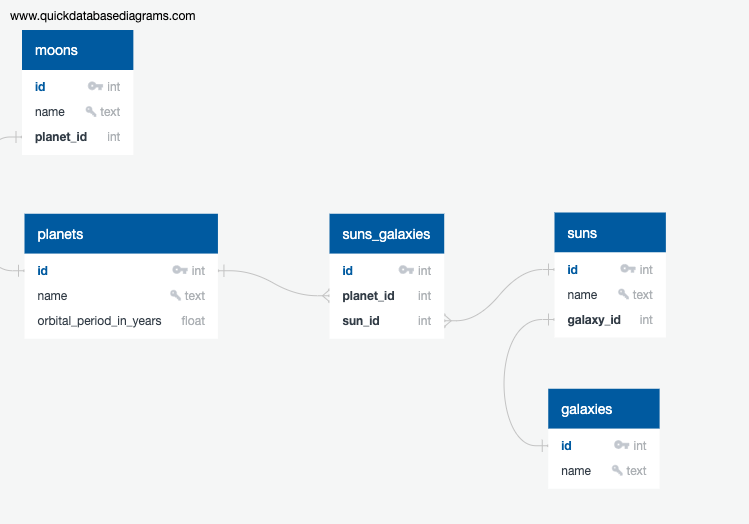 www.quickdatabasediagrams.com
moons
id int
name text
planet_id int
planets
id int
name text
orbital_period_in_years float
suns_galaxies
id int
planet_id int
sun_id int
suns
id int
name text
galaxy_id int
galaxies
id int
name text